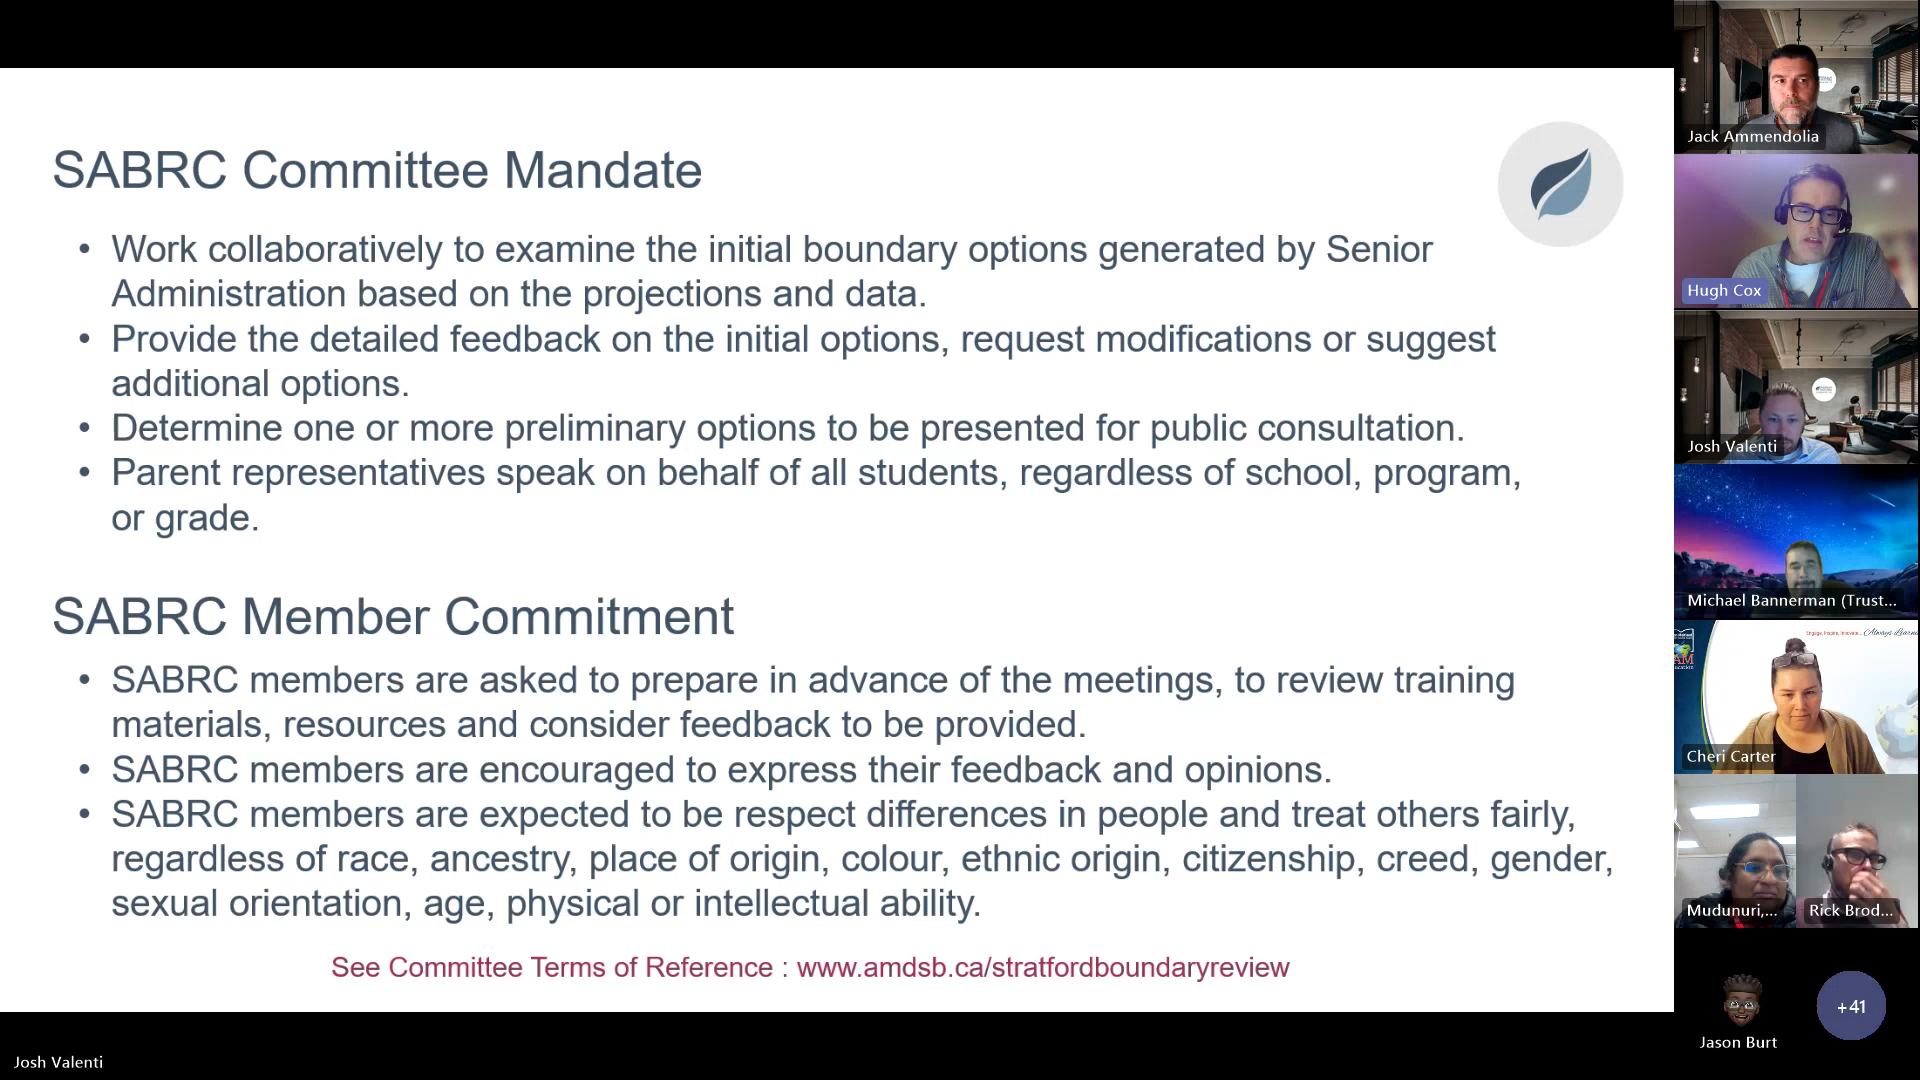 SABRC Committee Mandate
• Work collaboratively to examine the initial boundary options generated by Senior
Administration based on the projections and data.
• Provide the detailed feedback on the initial options, request modifications or suggest
additional options.
• Determine one or more preliminary options to be presented for public consultation.
• Parent representatives speak on behalf of all students, regardless of school, program,
or grade.
SABRC Member Commitment
• SABRC members are asked to prepare in advance of the meetings, to review training
materials, resources and consider feedback to be provided.
• SABRC members are encouraged to express their feedback and opinions.
• SABRC members are expected to be respect differences in people and treat others fairly,
regardless of race, ancestry, place of origin, colour, ethnic origin, citizenship, creed, gender,
sexual orientation, age, physical or intellectual ability.
See Committee Terms of Reference : www.amdsb.ca/stratfordboundaryreview
Josh Valenti
Jack Ammendolia
Hugh Cox
Josh Valenti
Michael Bannerman (Trust...
Cheri Carter
Mudunuri,...
Rick Brod...
Jason Burt
+41